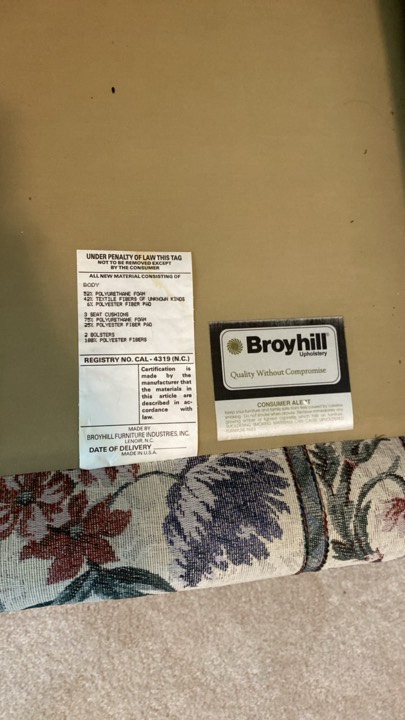 UNDER PENALTY OF LAW THIS TAG
NOT TO BE REMOVED EXCEPT
BY THE CONSUMER
ALL NEW MATERIAL CONSISTING OF
BODY
52% POLYURETHANE FOAM
42% TEXTILE FIBERS OF UNKNOWN KINDS
6% POLYESTER FIBER PAD
3 SEAT CUSHIONS
75% POLYURETHANE FOAM
25% POLYESTER FIBER PAD
2 BOLSTERS
100% POLYESTER FIBERS
REGISTRY NO. CAL - 4319 (N.C.)
Certification is
made by the
manufacturer that
the materials in
this article are
described in ac-
cordance with
law.
MADE BY
BROYHILL FURNITURE INDUSTRIES, INC.
LENOIR, N.C.
DATE OF DELIVERY
MADE IN U.S.A.
Broyhill
Upholstery
Quality Without Compromise
CONSUMER ALERT